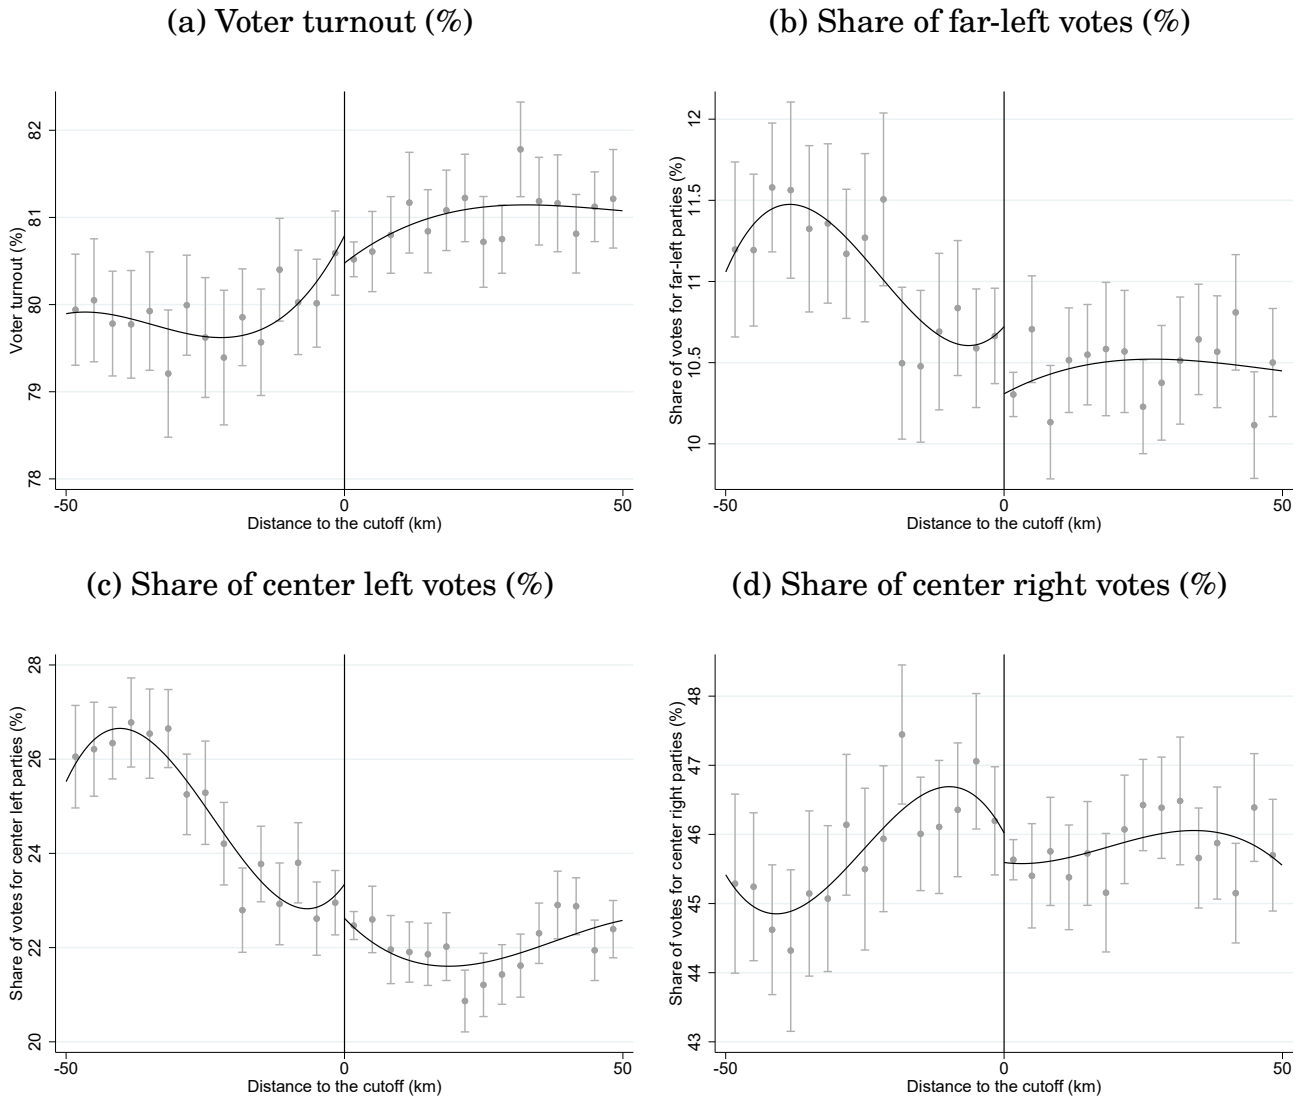 (a) Voter turnout (%)
Voter turnout (%)
82
81
80
79
78
-50
0
50
Distance to the cutoff (km)
(b) Share of far-left votes (%)
Share of votes for far-left parties (%)
12
11.5
11
10.5
10
-50
0
50
Distance to the cutoff (km)
(c) Share of center left votes (%)
Share of votes for center left parties (%)
28
26
24
22
20
-50
0
50
Distance to the cutoff (km)
(d) Share of center right votes (%)
Share of votes for center right parties (%)
48
47
46
45
44
43
-50
0
50
Distance to the cutoff (km)